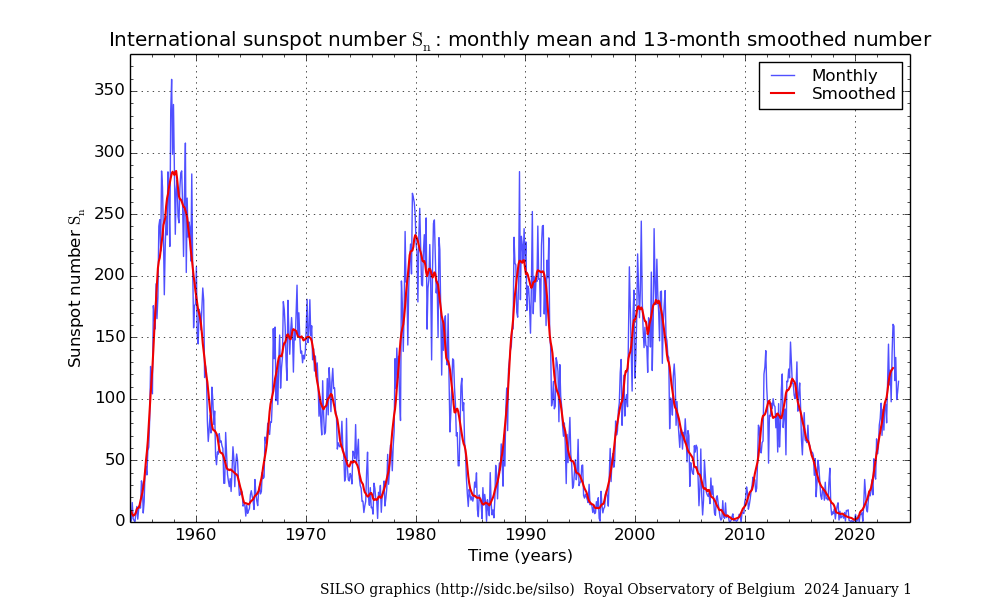 International sunspot number Sn : monthly mean and 13-month smoothed number
Monthly
Smoothed
350
300
250
200
150
100
50
0
Sunspot number Sn
1960 1970 1980 1990 2000 2010 2020
Time (years)
SILSO graphics (http://sidc.be/silso) Royal Observatory of Belgium 2024 January 1